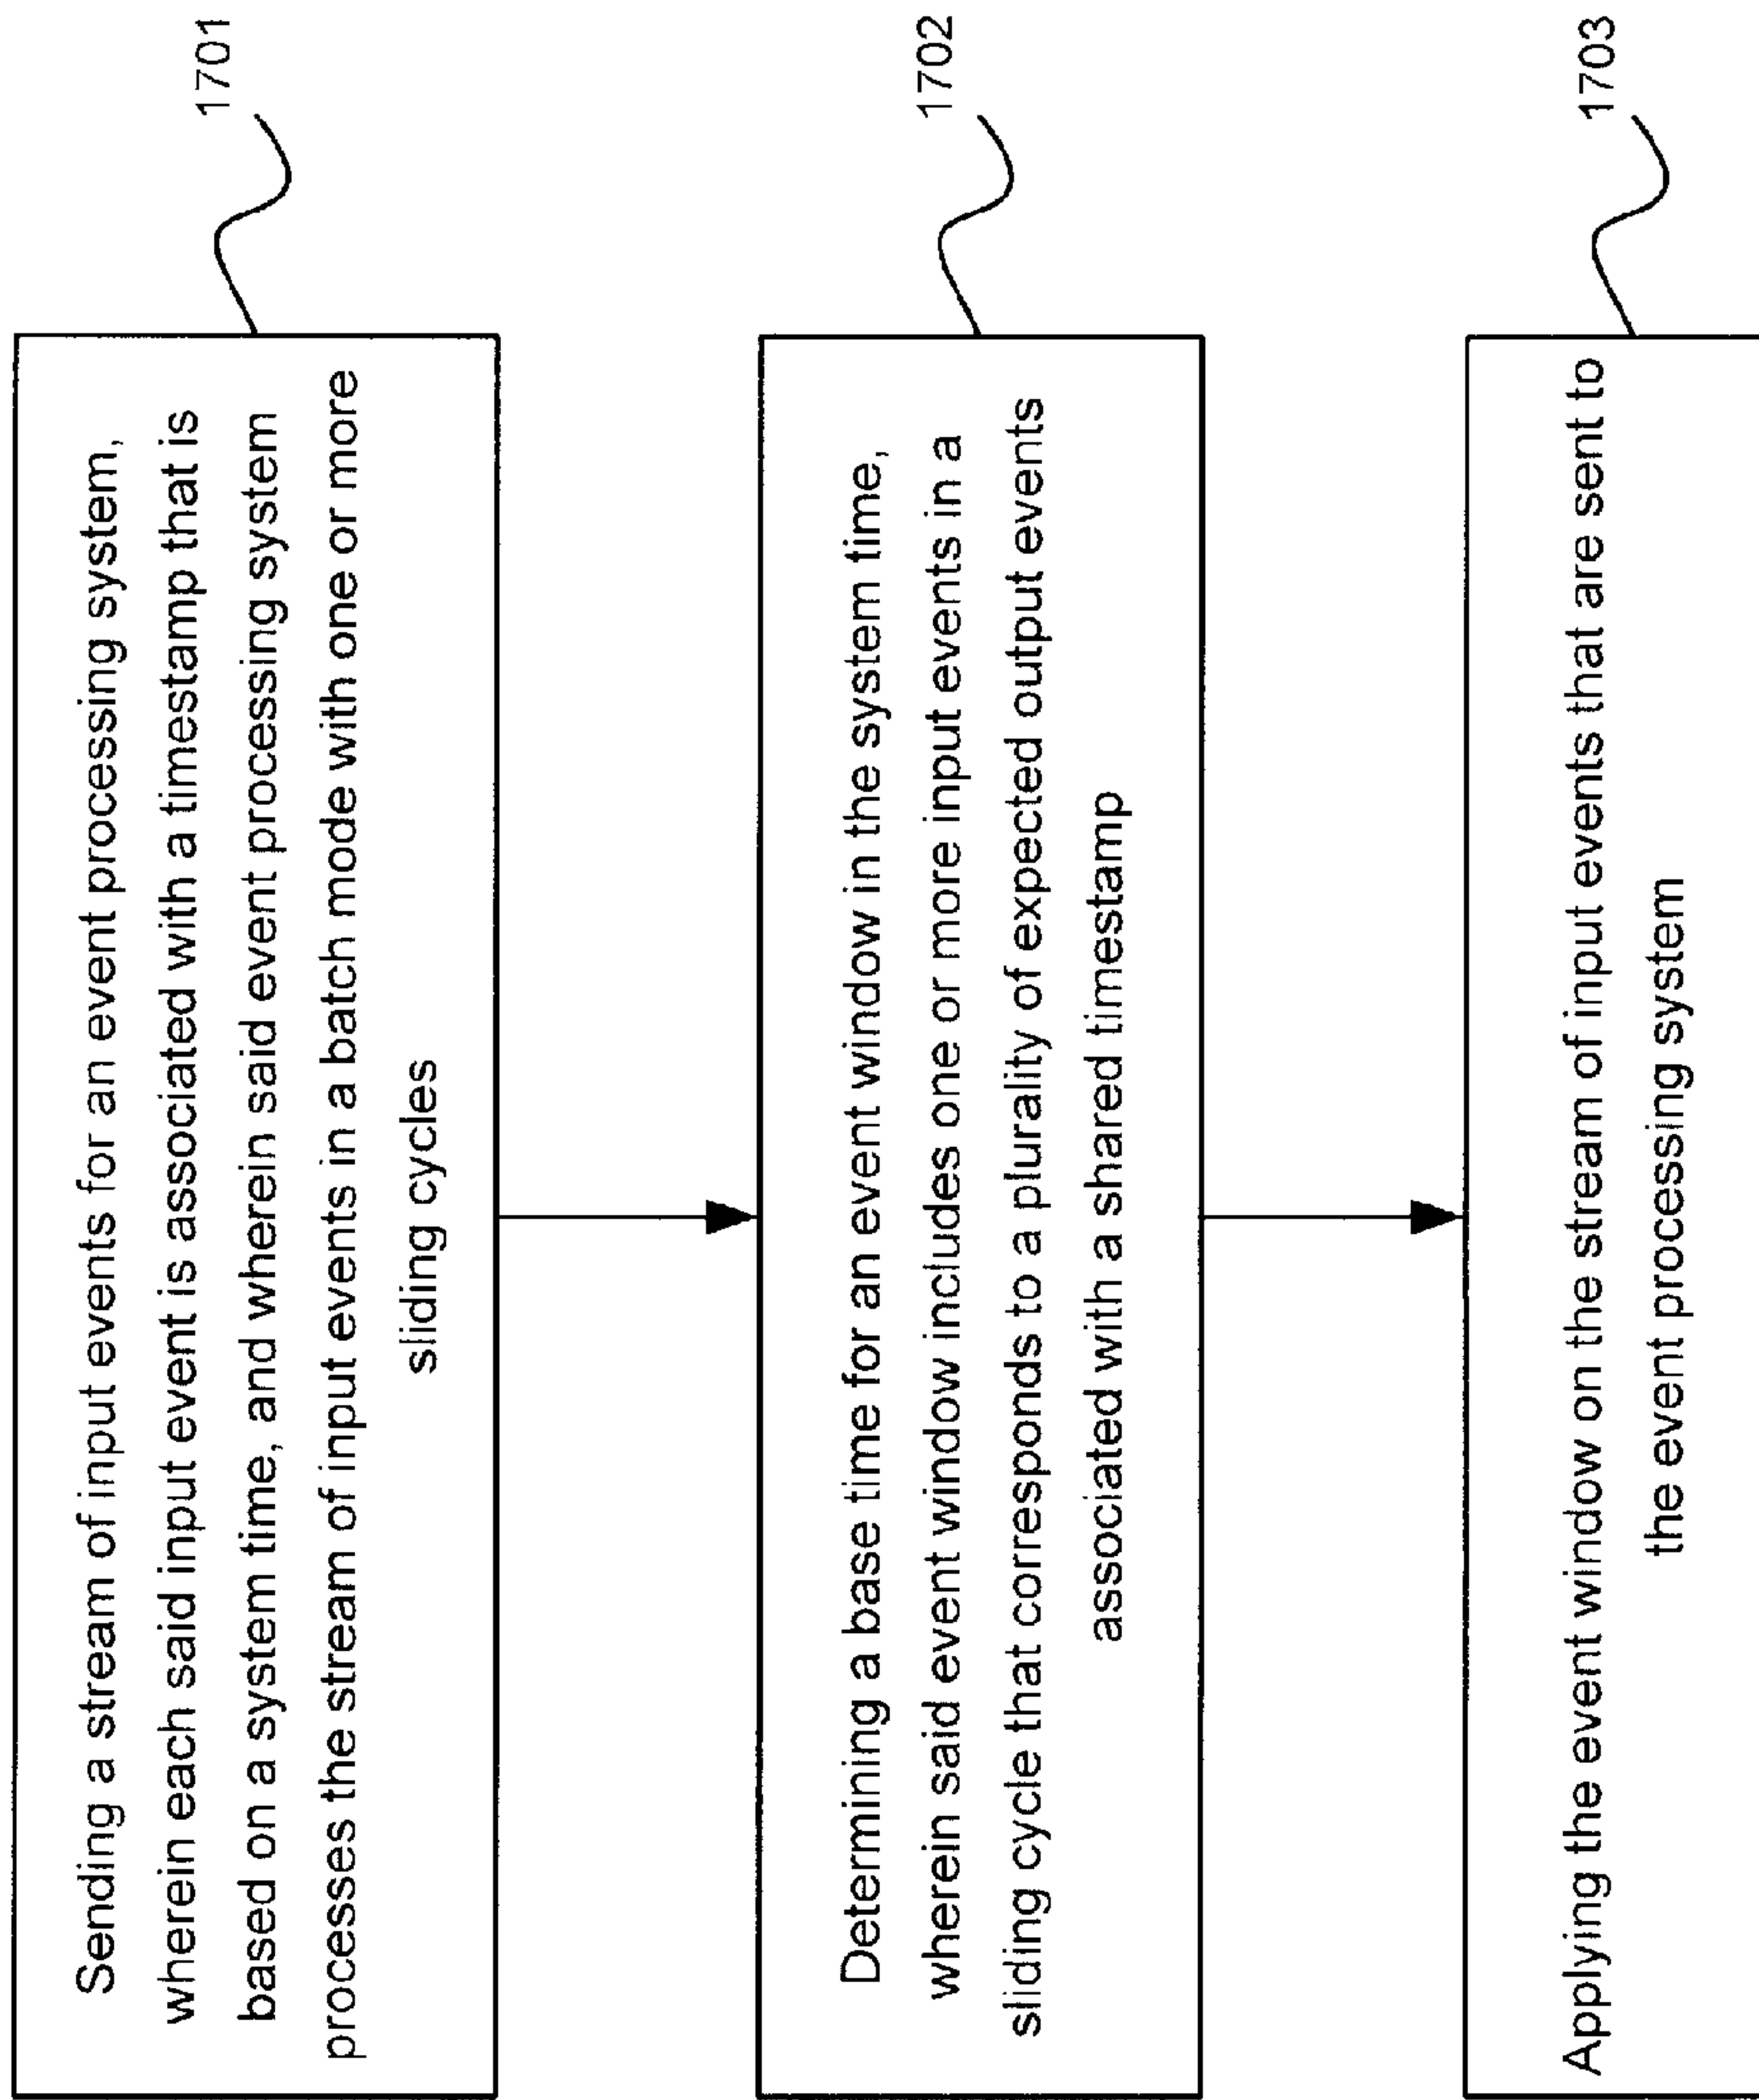 Sending a stream of input events for an event processing system,
wherein each said input event is associated with a timestamp that is
based on a system time, and wherein said event processing system
processes the stream of input events in a batch mode with one or more
sliding cycles
1701
Determining a base time for an event window in the system time,
wherein said event window includes one or more input events in a
sliding cycle that corresponds to a plurality of expected output events
associated with a shared timestamp
1702
Applying the event window on the stream of input events that are sent to
the event processing system
1703